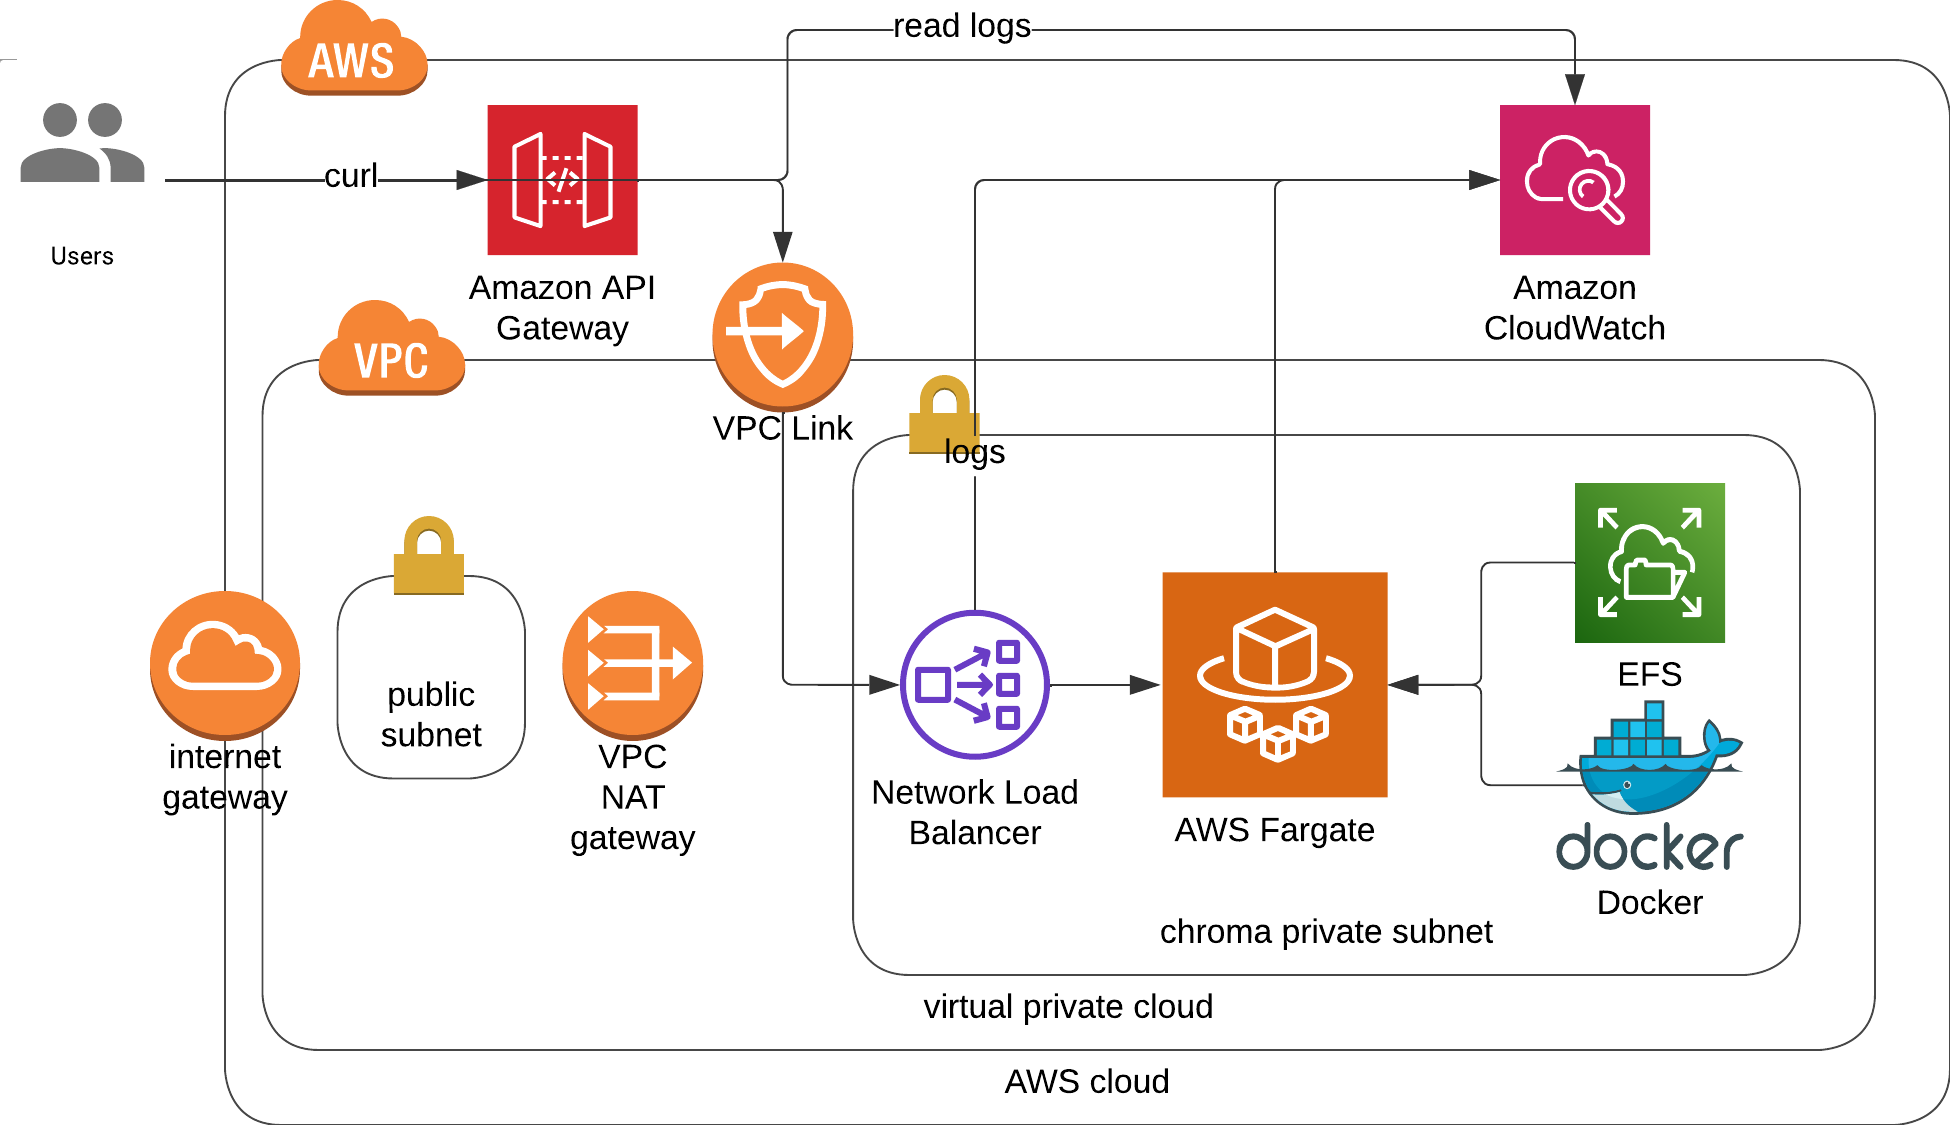 read logs
AWS
curl
Users
Amazon API
Gateway
Amazon
CloudWatch
VPC
VPC Link
logs
public
subnet
internet
gateway
VPC
NAT
gateway
Network Load
Balancer
AWS Fargate
EFS
docker
Docker
chroma private subnet
virtual private cloud
AWS cloud